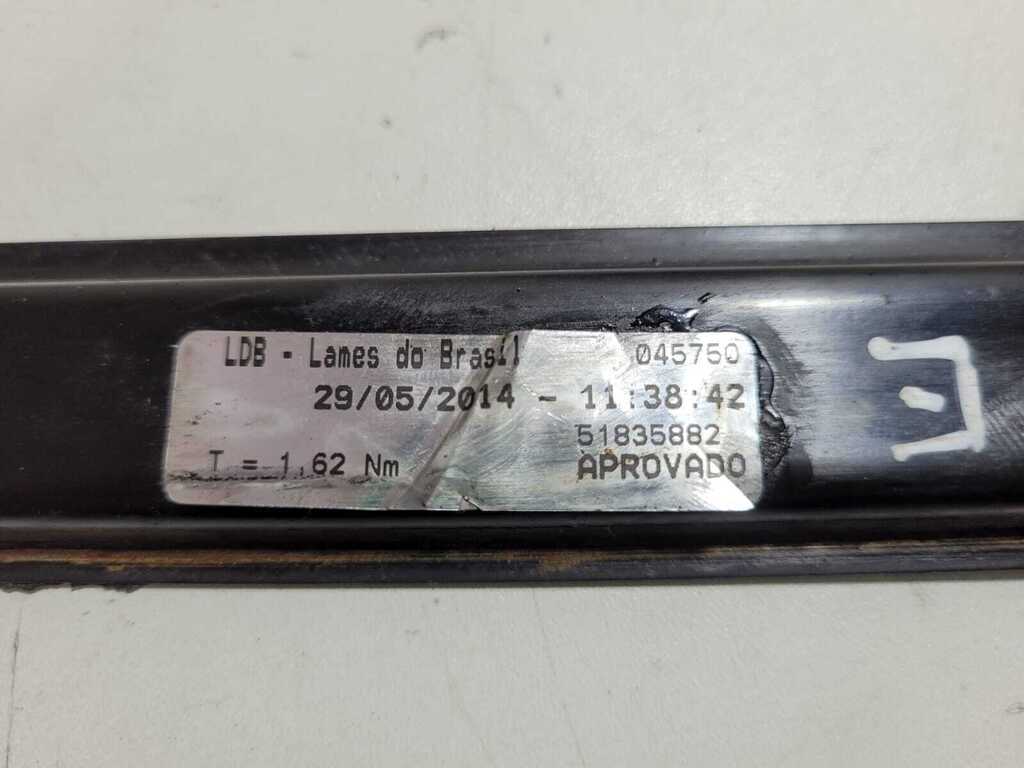 LDB - Lames do Brasil 045750
29/05/2014 - 11:38:42
51835882
T = 1,62 Nm APROVADO
E